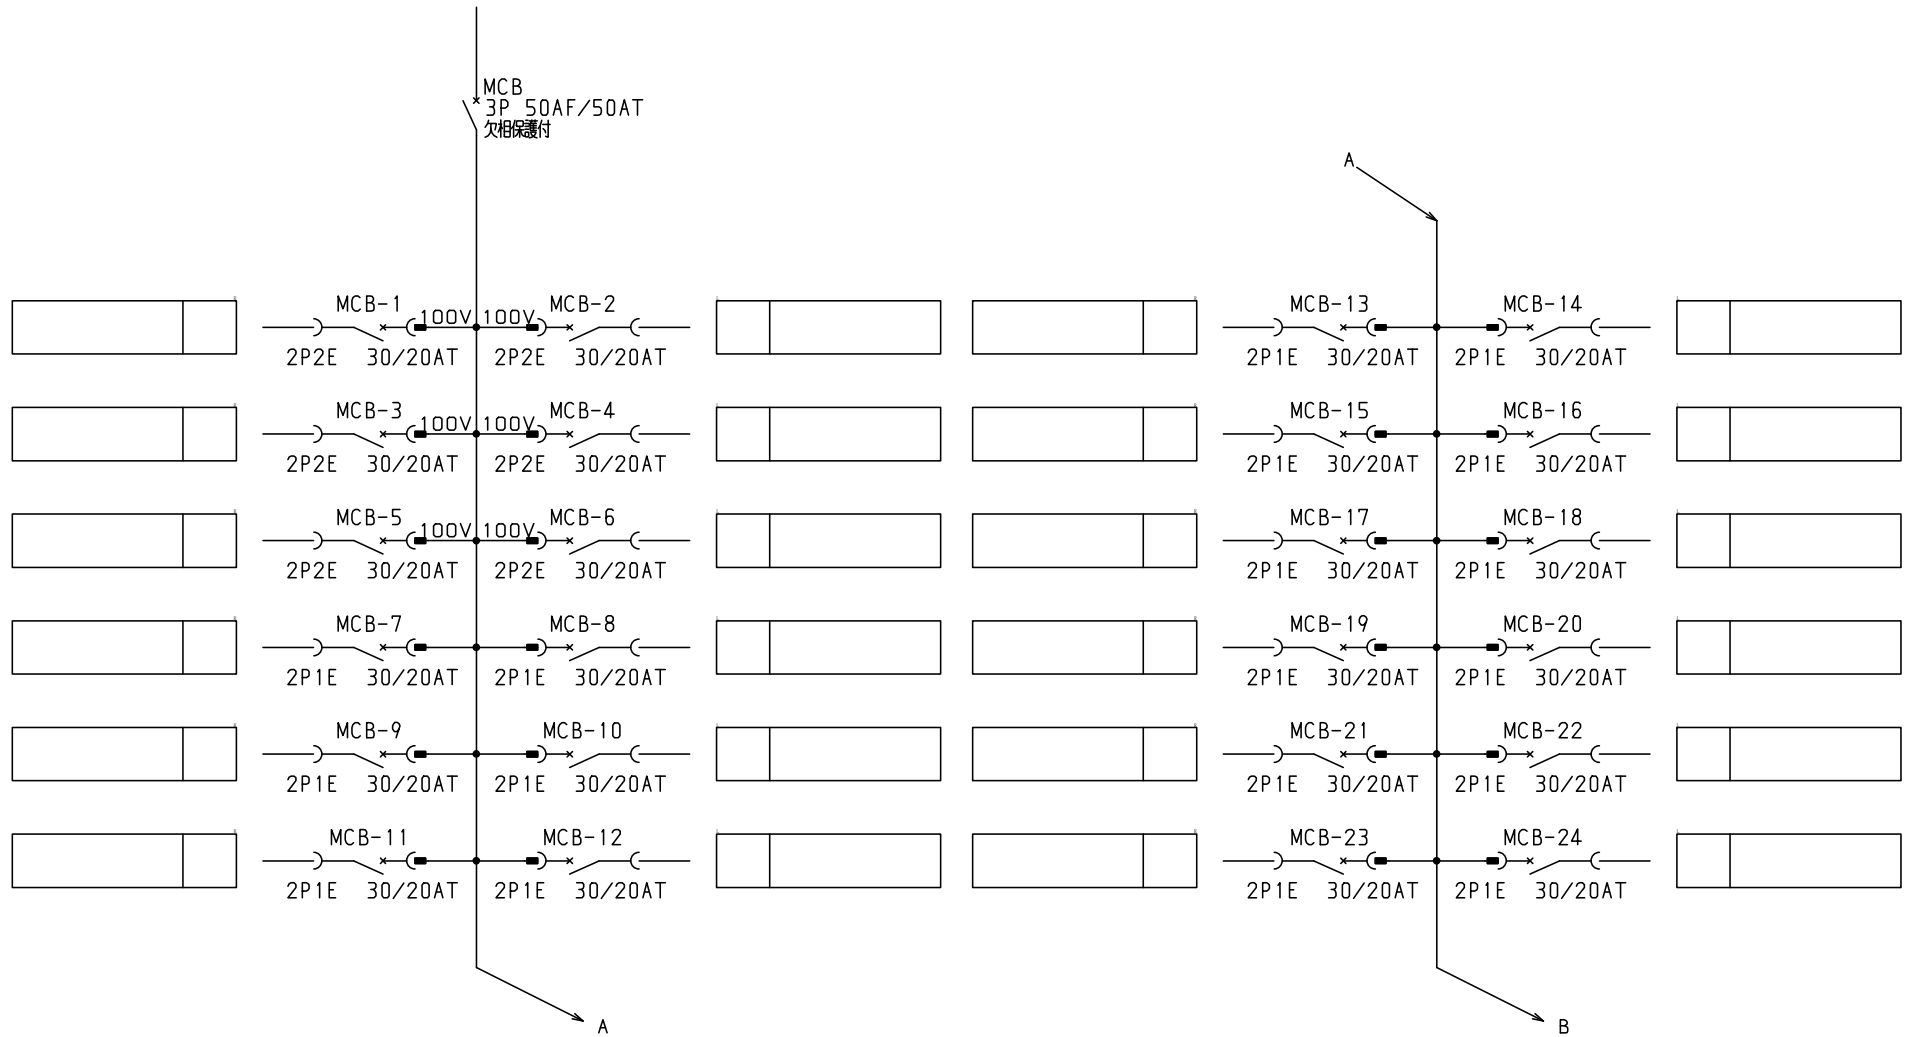 MCB
3P 50AF/50AT
欠相保護付
A
MCB-1 100V 100V MCB-2 MCB-13 MCB-14
2P2E 30/20AT 2P2E 30/20AT 2P1E 30/20AT 2P1E 30/20AT
MCB-3 100V 100V MCB-4 MCB-15 MCB-16
2P2E 30/20AT 2P2E 30/20AT 2P1E 30/20AT 2P1E 30/20AT
MCB-5 100V 100V MCB-6 MCB-17 MCB-18
2P2E 30/20AT 2P2E 30/20AT 2P1E 30/20AT 2P1E 30/20AT
MCB-7 MCB-8 MCB-19 MCB-20
2P1E 30/20AT 2P1E 30/20AT 2P1E 30/20AT 2P1E 30/20AT
MCB-9 MCB-10 MCB-21 MCB-22
2P1E 30/20AT 2P1E 30/20AT 2P1E 30/20AT 2P1E 30/20AT
MCB-11 MCB-12 MCB-23 MCB-24
2P1E 30/20AT 2P1E 30/20AT 2P1E 30/20AT 2P1E 30/20AT
A B